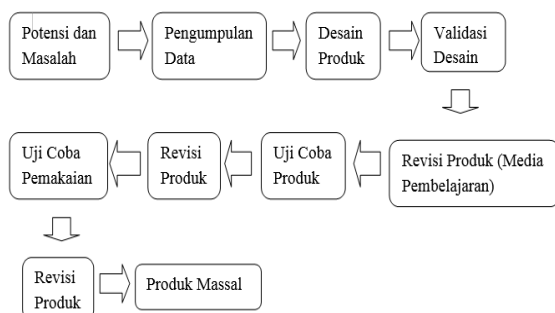 Potensi dan
Masalah
Pengumpulan
Data
Desain
Produk
Validasi
Desain
Revisi Produk (Media
Pembelajaran)
Uji Coba
Produk
Revisi
Produk
Uji Coba
Pemakaian
Revisi
Produk
Produk Massal